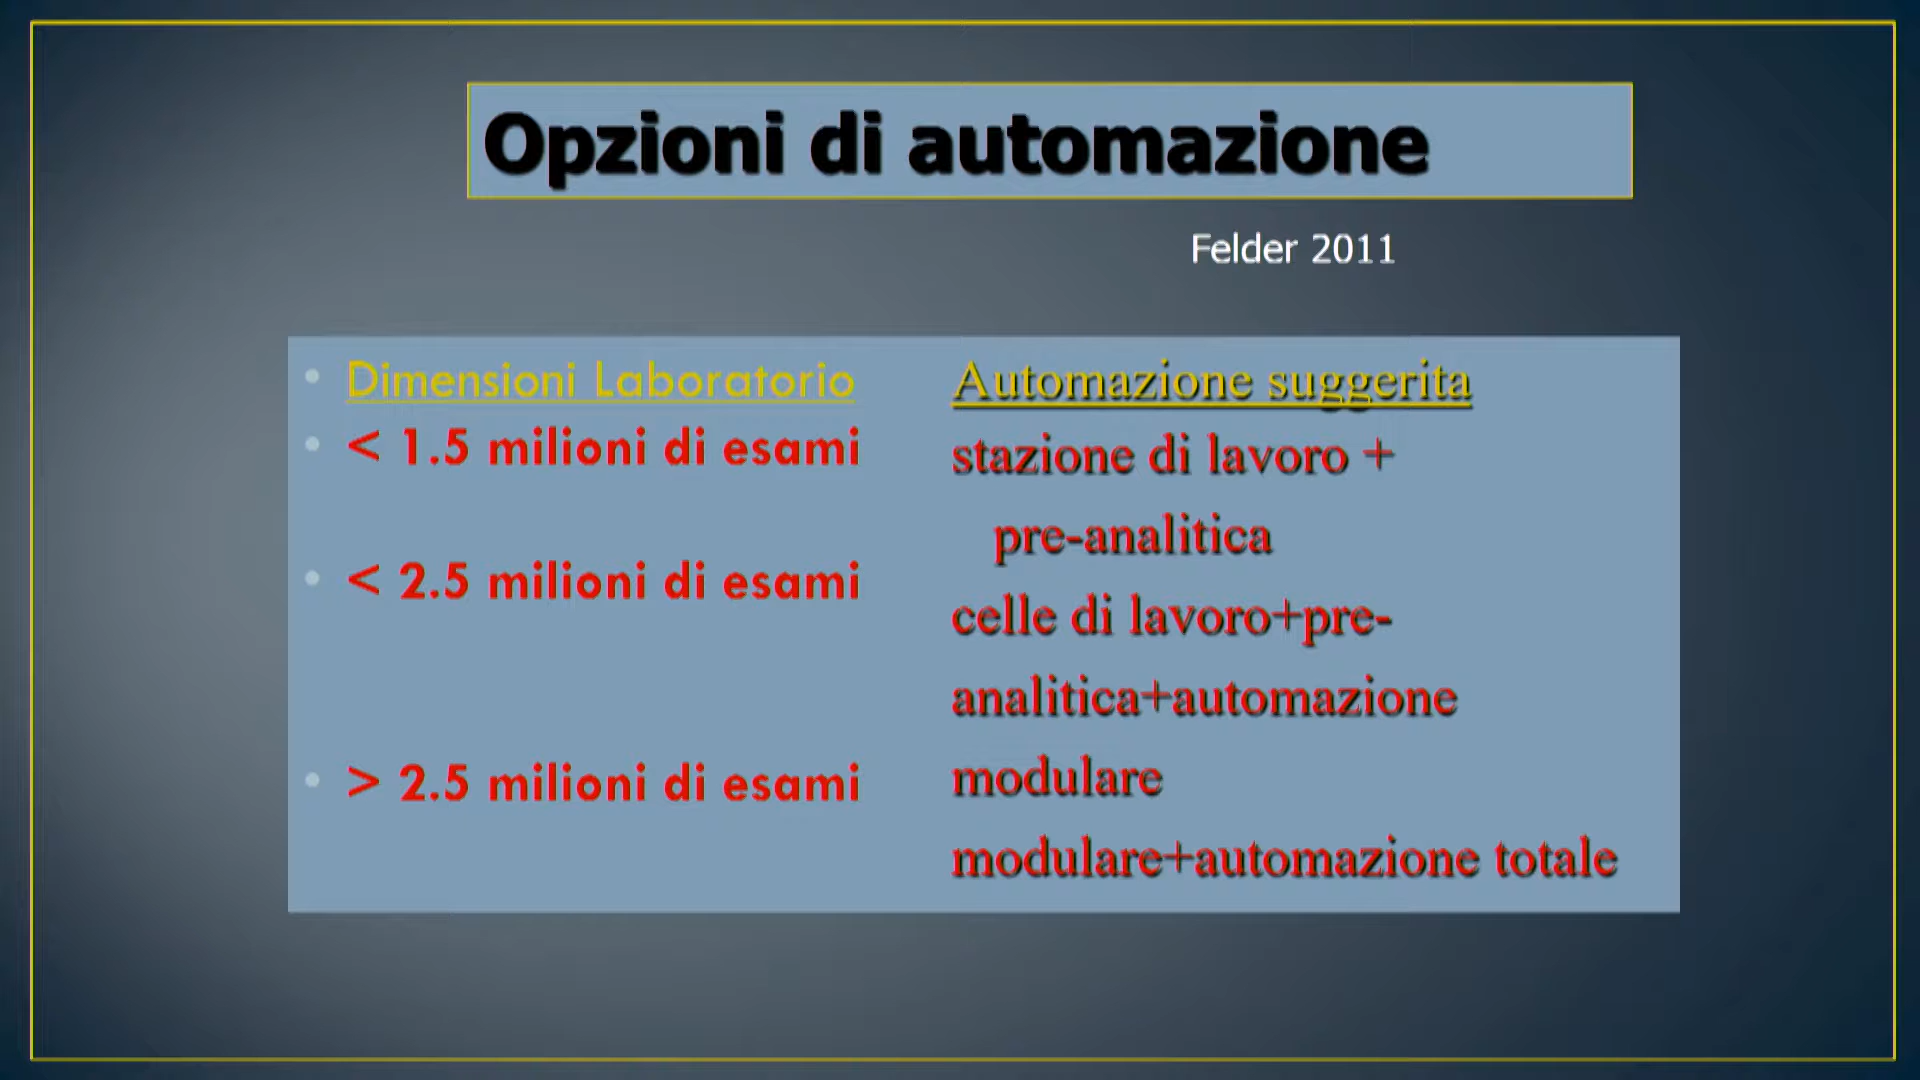 Opzioni di automazione
Felder 2011
Dimensioni Laboratorio
< 1.5 milioni di esami
< 2.5 milioni di esami
> 2.5 milioni di esami
Automazione suggerita
stazione di lavoro +
pre-analitica
celle di lavoro+pre-
analitica+automazione
modulare
modulare+automazione totale